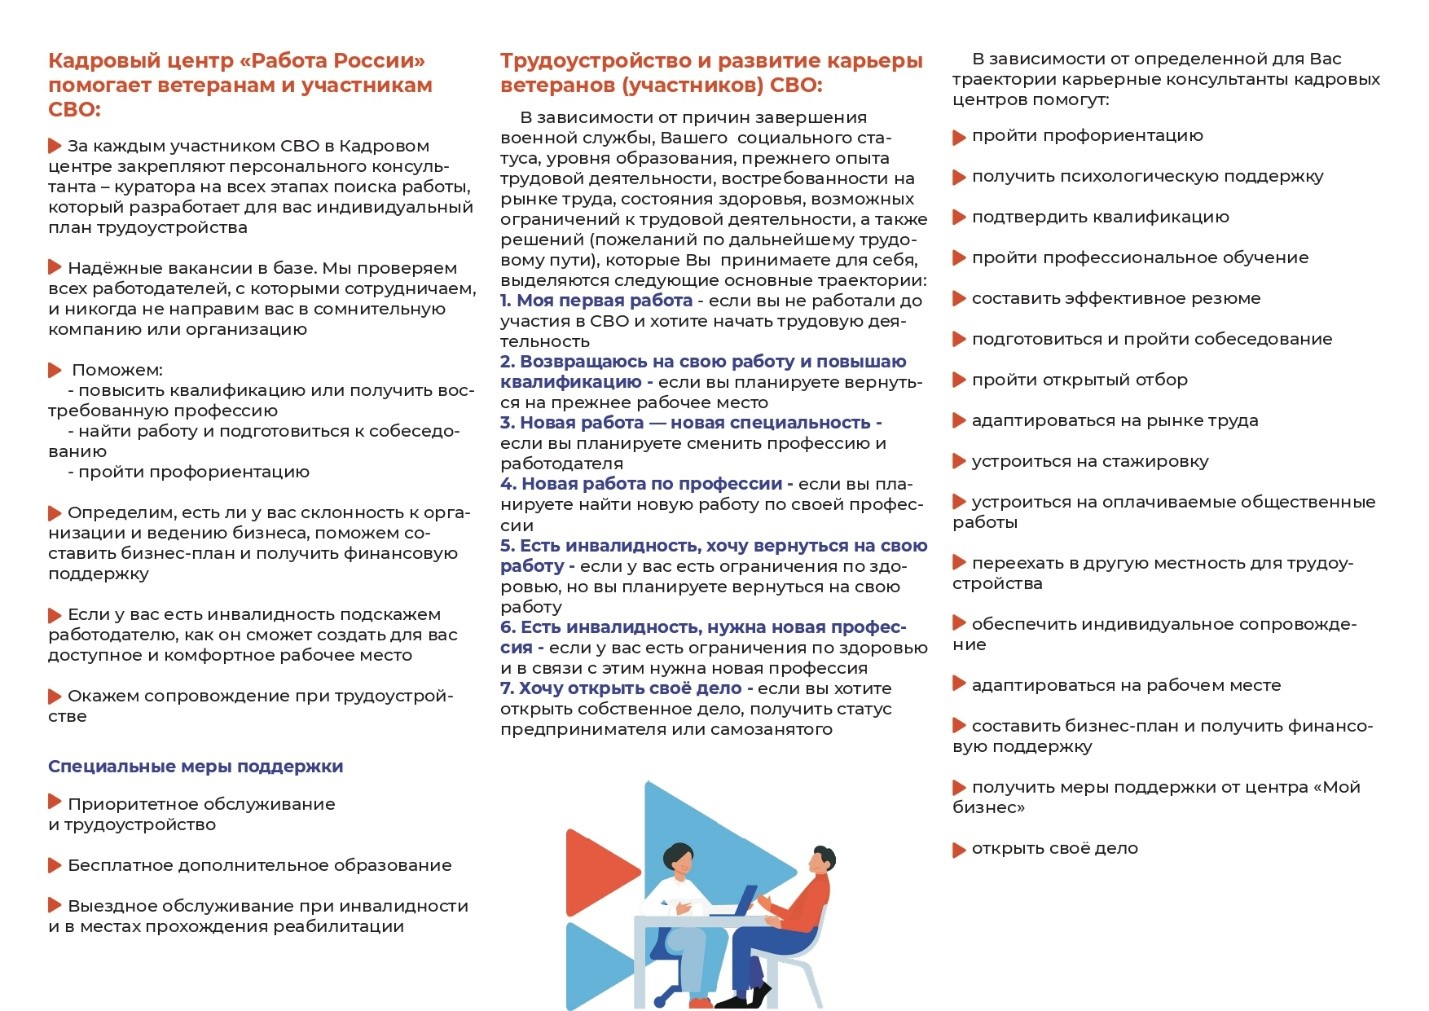 Кадровый центр «Работа России»
помогает ветеранам и участникам
СВО:
За каждым участником СВО в Кадровом
центре закрепляют персонального консуль-
танта – куратора на всех этапах поиска работы,
который разработает для вас индивидуальный
план трудоустройства
Надёжные вакансии в базе. Мы проверяем
всех работодателей, с которыми сотрудничаем,
и никогда не направим вас в сомнительную
компанию или организацию
Поможем:
- повысить квалификацию или получить вос-
требованную профессию
- найти работу и подготовиться к собеседо-
ванию
- пройти профориентацию
Определим, есть ли у вас склонность к орга-
низации и ведению бизнеса, поможем со-
ставить бизнес-план и получить финансовую
поддержку
Если у вас есть инвалидность подскажем
работодателю, как он сможет создать для вас
доступное и комфортное рабочее место
Окажем сопровождение при трудоустрой-
стве
Специальные меры поддержки
Приоритетное обслуживание
и трудоустройство
Бесплатное дополнительное образование
Выездное обслуживание при инвалидности
и в местах прохождения реабилитации
Трудоустройство и развитие карьеры
ветеранов (участников) СВО:
В зависимости от причин завершения
военной службы, Вашего  социального ста-
туса, уровня образования, прежнего опыта
трудовой деятельности, востребованности на
рынке труда, состояния здоровья, возможных
ограничений к трудовой деятельности, а также
решений (пожеланий по дальнейшему трудо-
вому пути), которые Вы  принимаете для себя,
выделяются следующие основные траектории:
1. Моя первая работа - если вы не работали до
участия в СВО и хотите начать трудовую дея-
тельность
2. Возвращаюсь на свою работу и повышаю
квалификацию - если вы планируете вернуть-
ся на прежнее рабочее место
3. Новая работа — новая специальность -
если вы планируете сменить профессию и
работодателя
4. Новая работа по профессии - если вы пла-
нируете найти новую работу по своей профес-
сии
5. Есть инвалидность, хочу вернуться на свою
работу - если у вас есть ограничения по здо-
ровью, но вы планируете вернуться на свою
работу
6. Есть инвалидность, нужна новая профес-
сия - если у вас есть ограничения по здоровью
и в связи с этим нужна новая профессия
7. Хочу открыть своё дело - если вы хотите
открыть собственное дело, получить статус
предпринимателя или самозанятого
В зависимости от определенной для Вас
траектории карьерные консультанты кадровых
центров помогут:
пройти профориентацию
получить психологическую поддержку
подтвердить квалификацию
пройти профессиональное обучение
составить эффективное резюме
подготовиться и пройти собеседование
пройти открытый отбор
адаптироваться на рынке труда
устроиться на стажировку
устроиться на оплачиваемые общественные
работы
переехать в другую местность для трудоу-
стройства
обеспечить индивидуальное сопровожде-
ние
адаптироваться на рабочем месте
составить бизнес-план и получить финансо-
вую поддержку
получить меры поддержки от центра «Мой
бизнес»
открыть своё дело